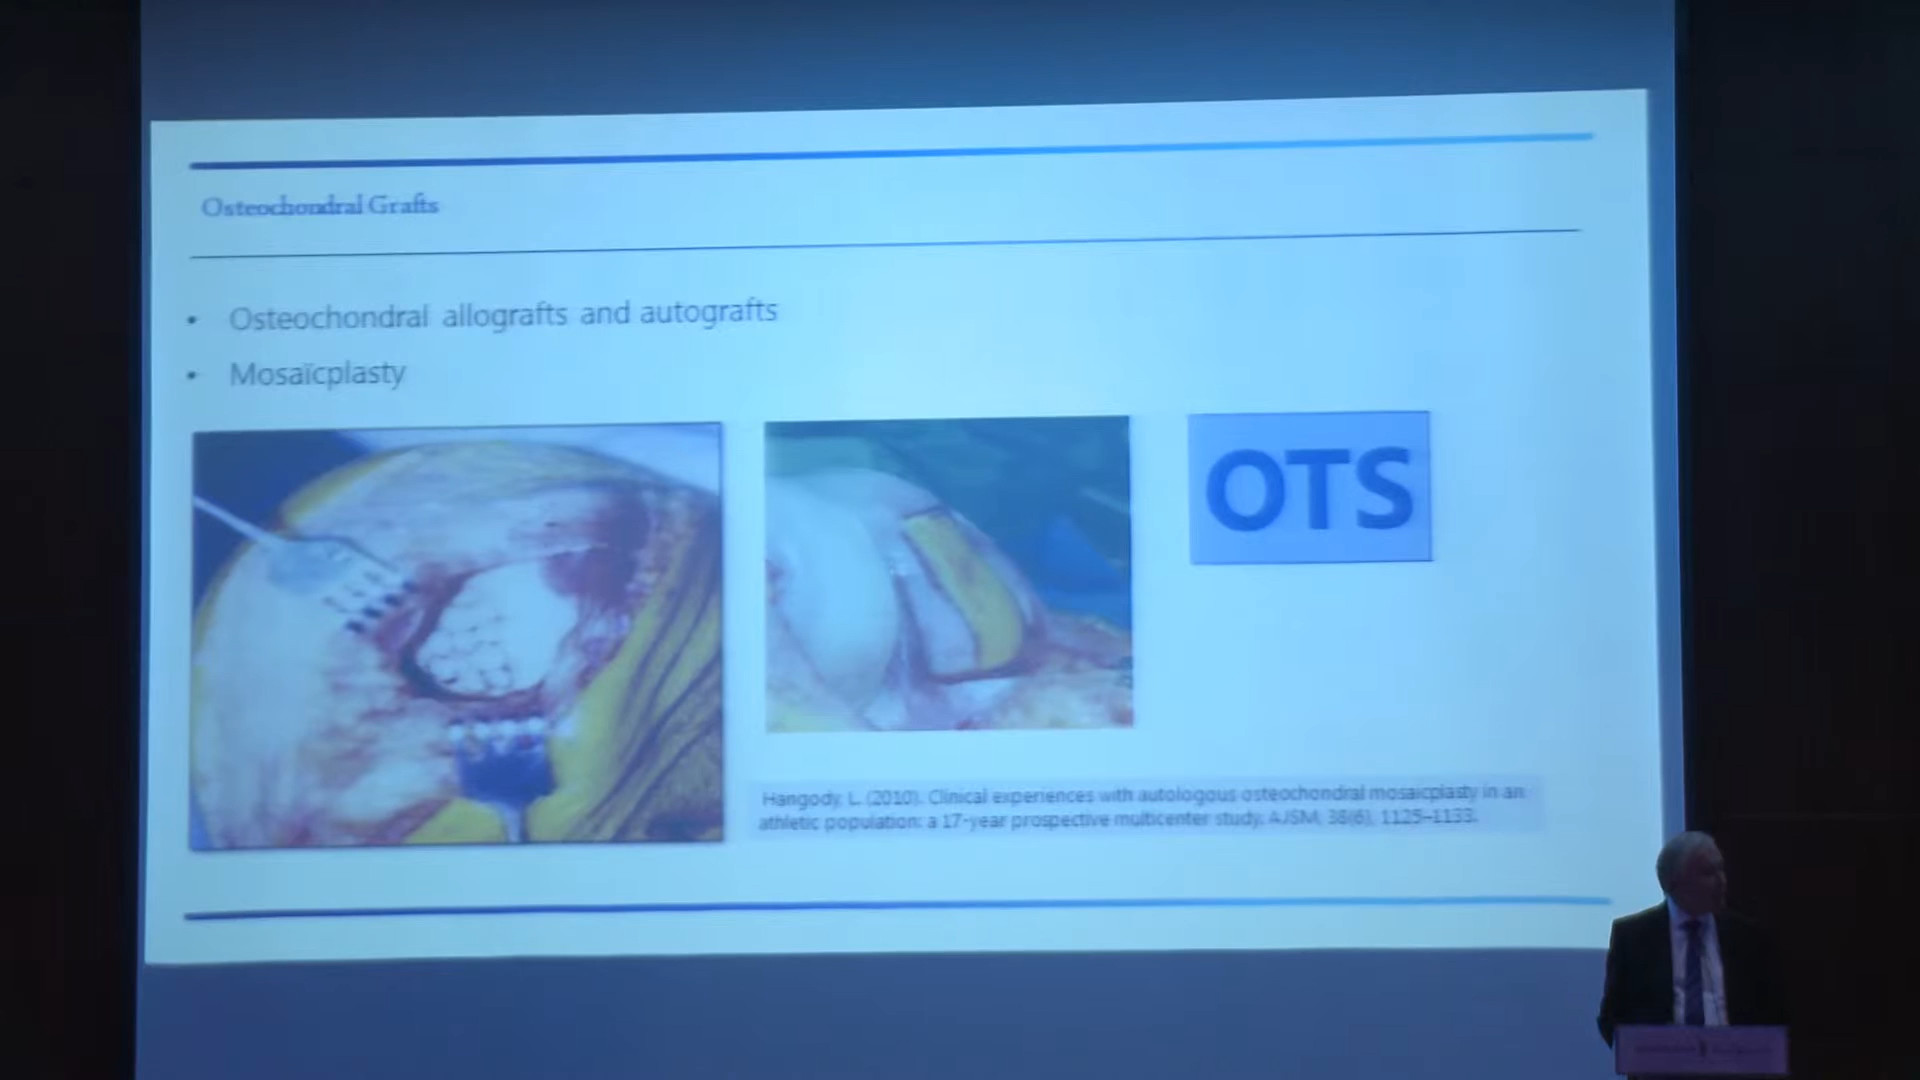 Osteochondral Grafts
• Osteochondral allografts and autografts
• Mosaïcplasty
OTS
Hangody, L. (2010). Clinical experiences with autologous osteochondral mosaicplasty in an
athletic population: a 17-year prospective multicenter study. AJSM, 38(6), 1125–1133.